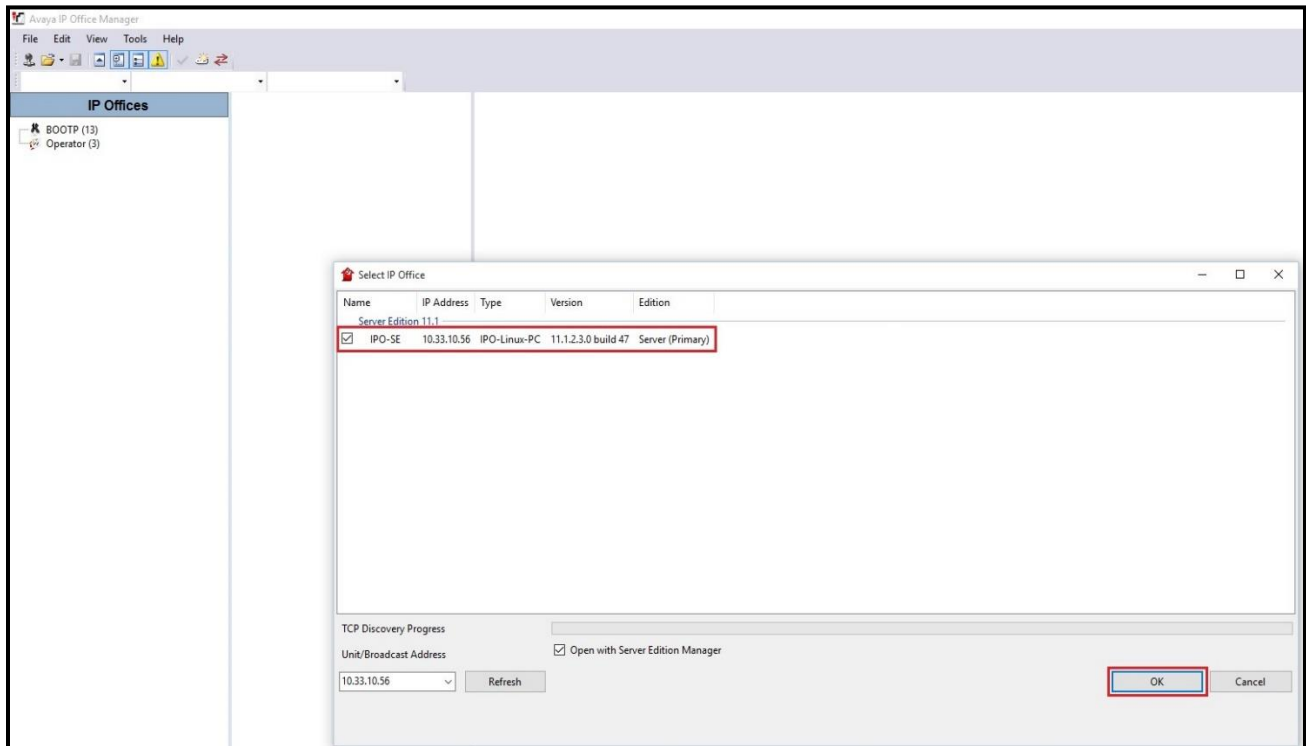 Avaya IP Office Manager
File Edit View Tools Help
IP Offices
BOOTP (13)
Operator (3)
Select IP Office
Name IP Address Type Version Edition
Server Edition 11.1
IPO-SE 10.33.10.56 IPO-Linux-PC 11.1.2.3.0 build 47 Server (Primary)
TCP Discovery Progress
Unit/Broadcast Address Open with Server Edition Manager
10.33.10.56 Refresh OK Cancel